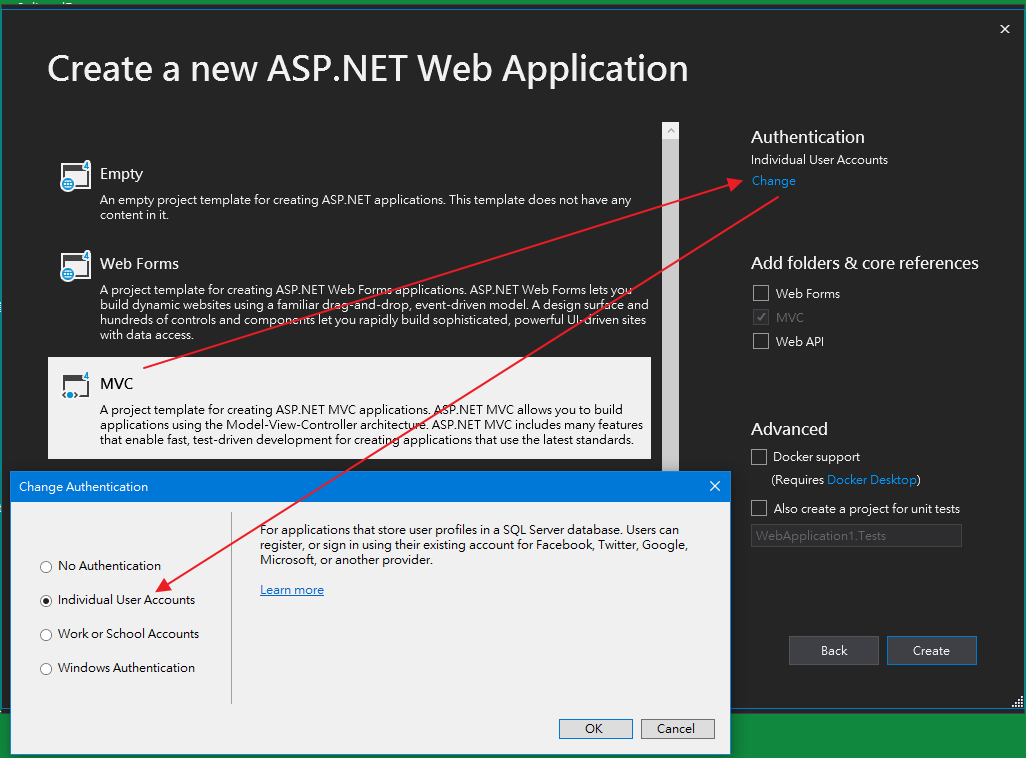 Create a new ASP.NET Web Application
Empty
An empty project template for creating ASP.NET applications. This template does not have any
content in it.
Web Forms
A project template for creating ASP.NET Web Forms applications. ASP.NET Web Forms lets you
build dynamic websites using a familiar drag-and-drop, event-driven model. A design surface and
hundreds of controls and components let you rapidly build sophisticated, powerful UI-driven sites
with data access.
MVC
A project template for creating ASP.NET MVC applications. ASP.NET MVC allows you to build
applications using the Model-View-Controller architecture. ASP.NET MVC includes many features
that enable fast, test-driven development for creating applications that use the latest standards.
Authentication
Individual User Accounts
Change
Add folders & core references
Web Forms
MVC
Web API
Advanced
Docker support
(Requires Docker Desktop)
Also create a project for unit tests
WebApplication1.Tests
Back
Create
Change Authentication
No Authentication
Individual User Accounts
Work or School Accounts
Windows Authentication
For applications that store user profiles in a SQL Server database. Users can
register, or sign in using their existing account for Facebook, Twitter, Google,
Microsoft, or another provider.
Learn more
OK
Cancel